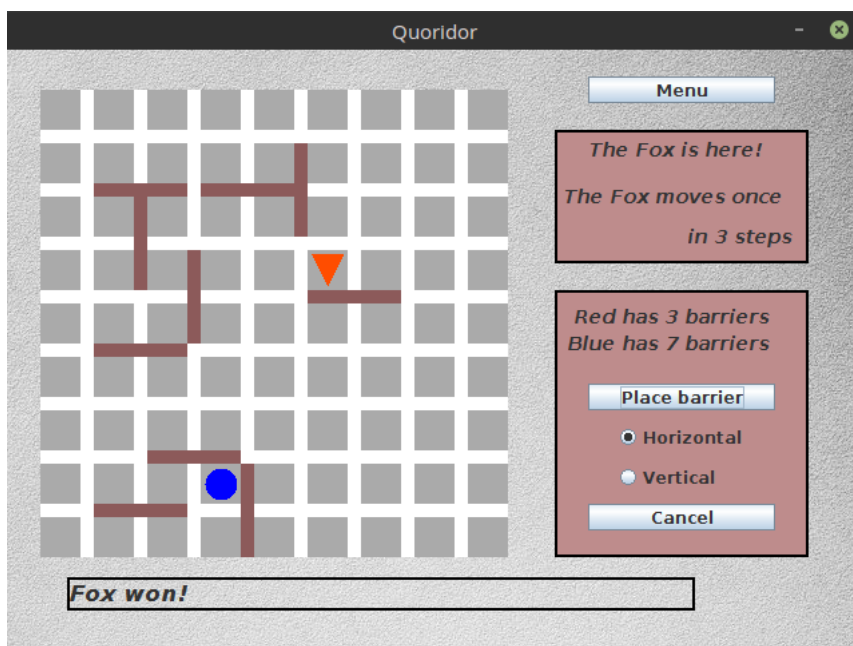 Quoridor
Menu
The Fox is here!
The Fox moves once
in 3 steps
Red has 3 barriers
Blue has 7 barriers
Place barrier
Horizontal
Vertical
Cancel
Fox won!